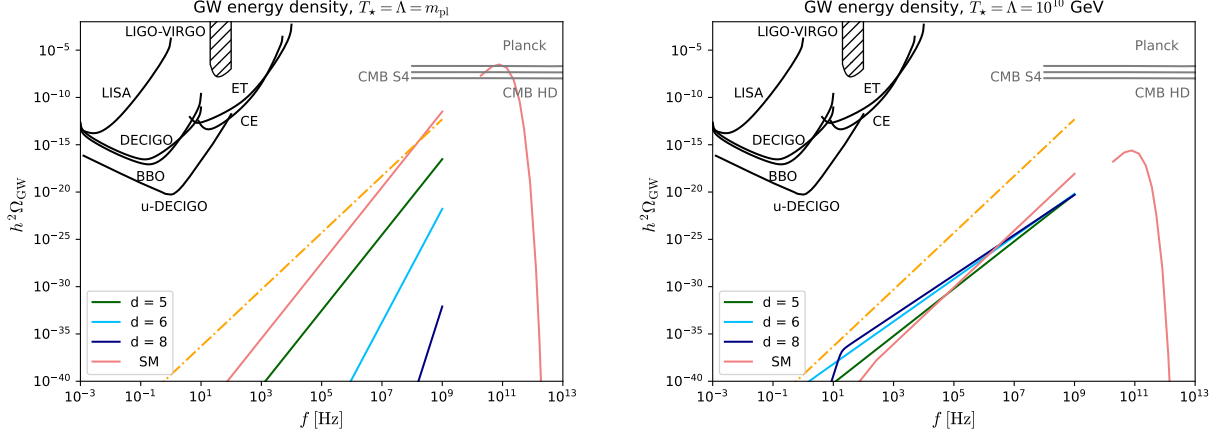 GW energy density, T⋆ = Λ = m_pl
LIGO-VIRGO
LISA
DECIGO
BBO
u-DECIGO
ET
CE
Planck
CMB S4
CMB HD
h²Ω_GW
10⁻⁵
10⁻¹⁰
10⁻¹⁵
10⁻²⁰
10⁻²⁵
10⁻³⁰
10⁻³⁵
10⁻⁴⁰
d = 5
d = 6
d = 8
SM
10⁻³ 10⁻¹ 10¹ 10³ 10⁵ 10⁷ 10⁹ 10¹¹ 10¹³
f [Hz]
GW energy density, T⋆ = Λ = 10¹⁰ GeV
LIGO-VIRGO
LISA
DECIGO
BBO
u-DECIGO
ET
CE
Planck
CMB S4
CMB HD
h²Ω_GW
10⁻⁵
10⁻¹⁰
10⁻¹⁵
10⁻²⁰
10⁻²⁵
10⁻³⁰
10⁻³⁵
10⁻⁴⁰
d = 5
d = 6
d = 8
SM
10⁻³ 10⁻¹ 10¹ 10³ 10⁵ 10⁷ 10⁹ 10¹¹ 10¹³
f [Hz]